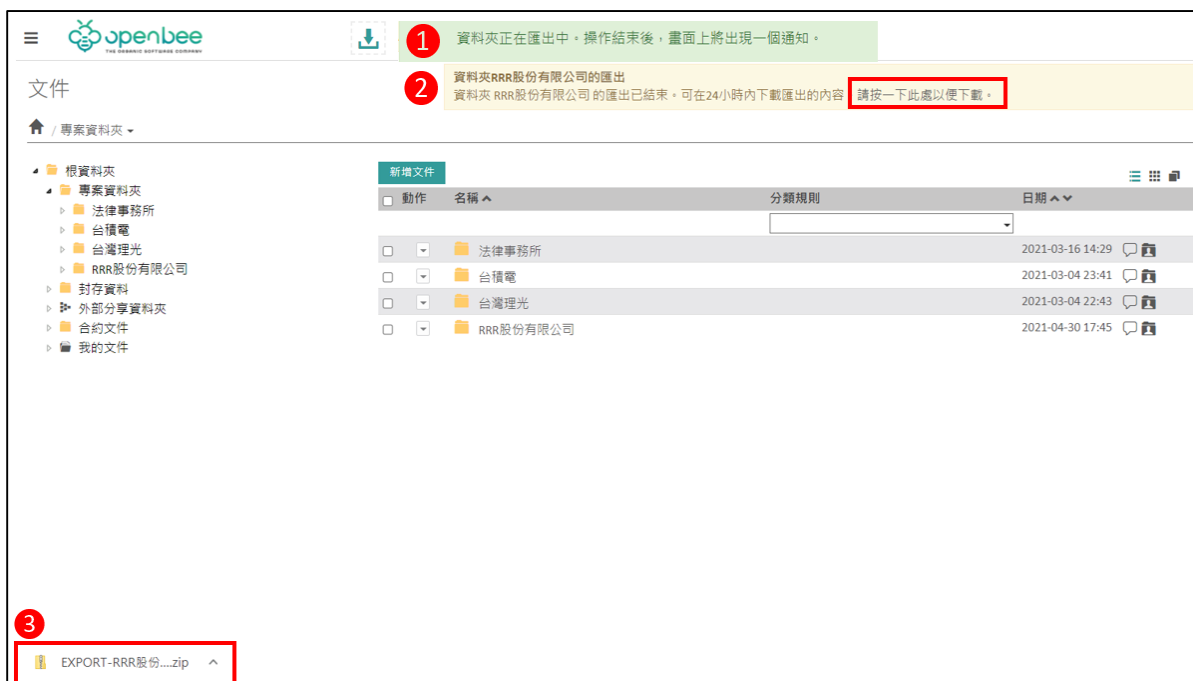 openbee
THE ORGANIC SOFTWARE COMPANY
1 資料夾正在匯出中。操作結束後，畫面上將出現一個通知。
文件
2 資料夾RRR股份有限公司的匯出
資料夾 RRR股份有限公司 的匯出已結束。可在24小時內下載匯出的內容 請按一下此處以便下載。
/ 專案資料夾
根資料夾
專案資料夾
法律事務所
台積電
台灣理光
RRR股份有限公司
封存資料
外部分享資料夾
合約文件
我的文件
新增文件
動作 名稱 分類規則 日期
法律事務所 2021-03-16 14:29
台積電 2021-03-04 23:41
台灣理光 2021-03-04 22:43
RRR股份有限公司 2021-04-30 17:45
3
EXPORT-RRR股份....zip